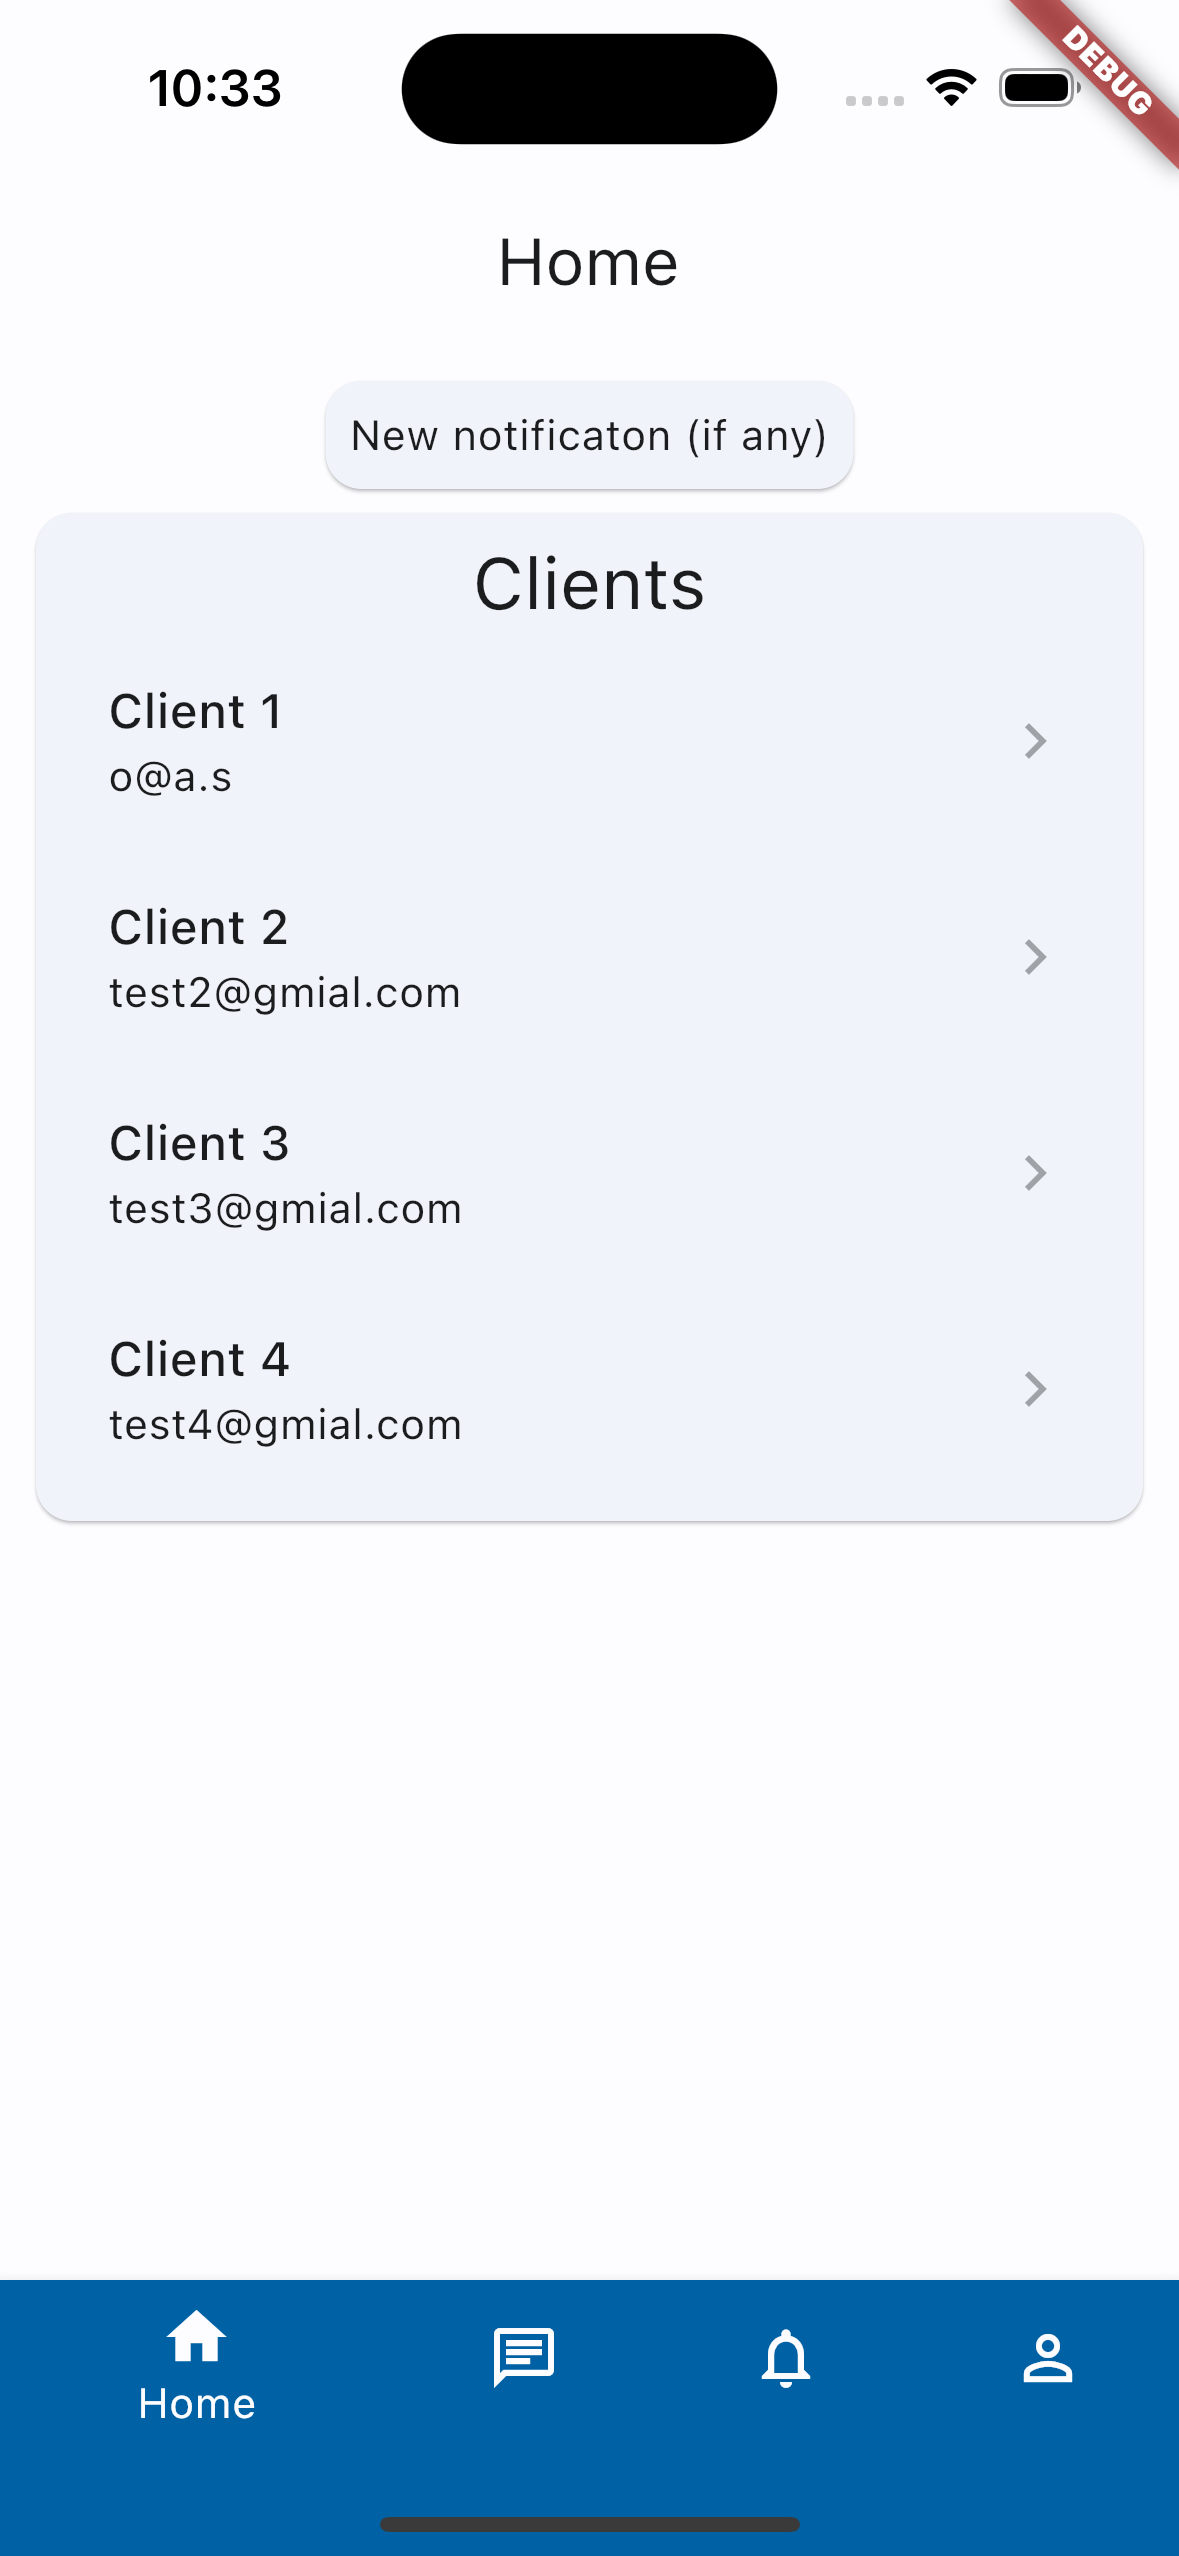 10:33
DEBUG
Home
New notificaton (if any)
Clients
Client 1
o@a.s
Client 2
test2@gmial.com
Client 3
test3@gmial.com
Client 4
test4@gmial.com
Home